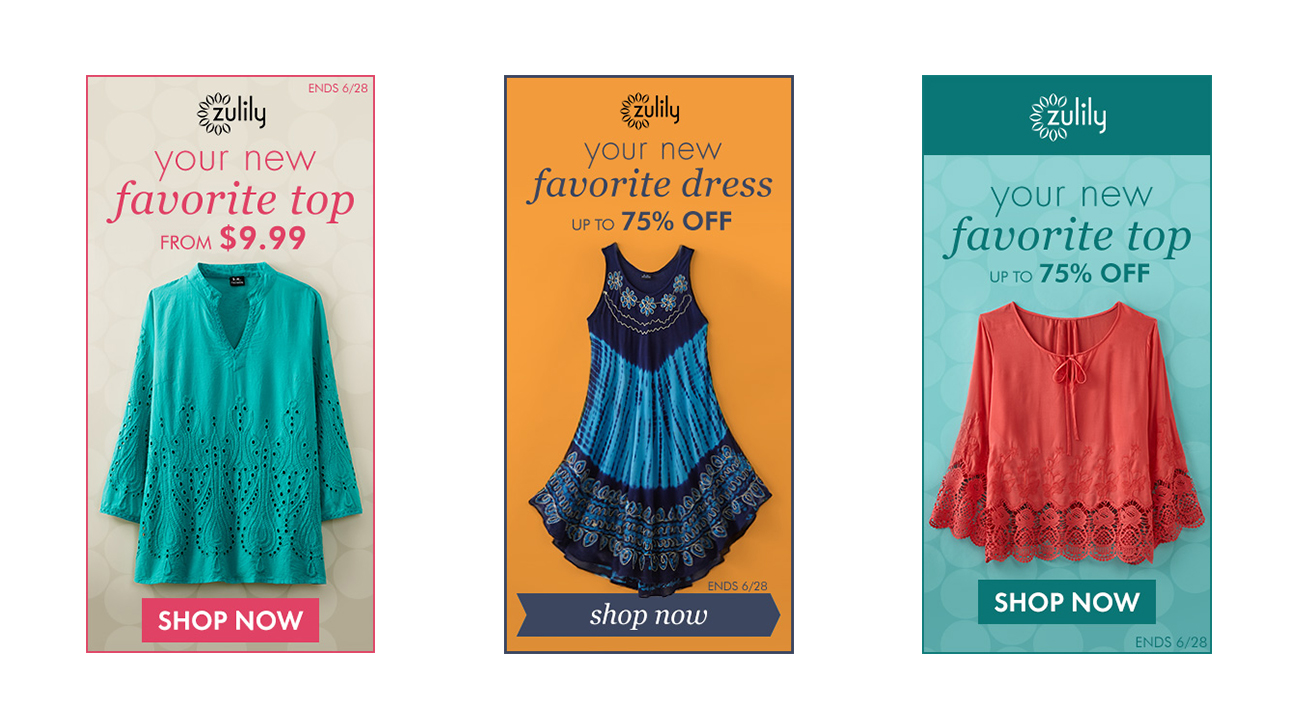 ENDS 6/28
zulily
your new
favorite top
FROM $9.99
SHOP NOW
zulily
your new
favorite dress
UP TO 75% OFF
ENDS 6/28
shop now
zulily
your new
favorite top
UP TO 75% OFF
SHOP NOW
ENDS 6/28